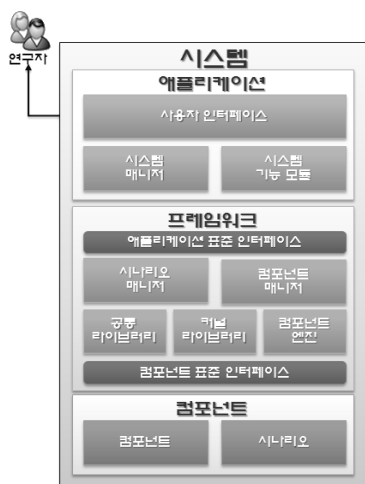 연구자
시스템
애플리케이션
사용자 인터페이스
시스템
매니저
시스템
기능 모듈
프레임워크
애플리케이션 표준 인터페이스
시나리오
매니저
컴포넌트
매니저
공통
라이브러리
커널
라이브러리
컴포넌트
엔진
컴포넌트 표준 인터페이스
컴포넌트
컴포넌트
시나리오